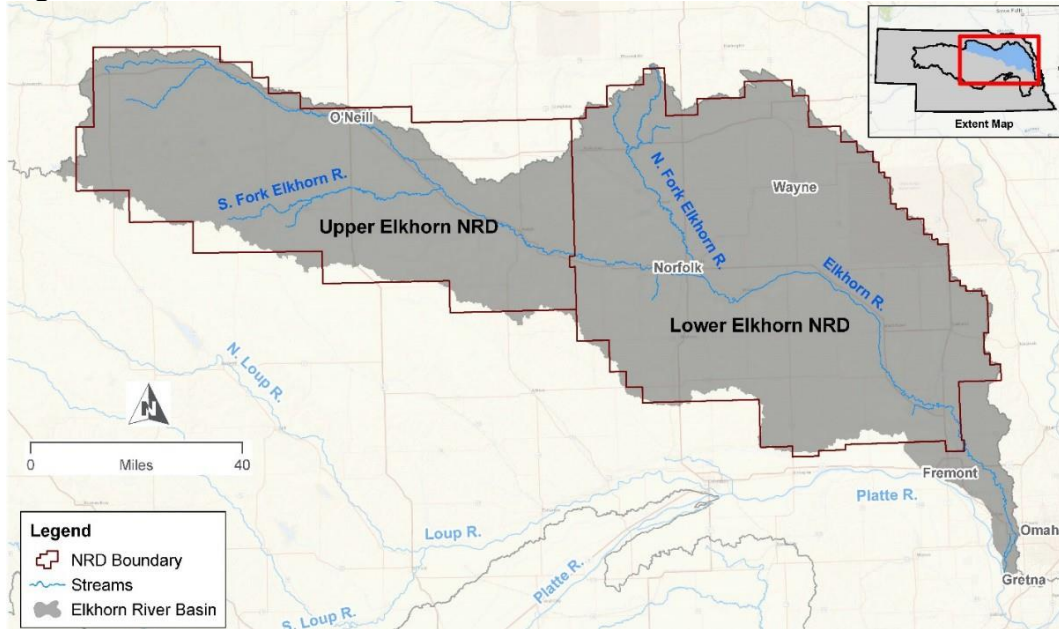 Extent Map
O'Neill
S. Fork Elkhorn R.
Upper Elkhorn NRD
N. Fork Elkhorn R.
Wayne
Norfolk
Elkhorn R.
Lower Elkhorn NRD
N. Loup R.
N
0 40
Miles
Fremont
Platte R.
Loup R.
Omah
Platte R.
Gretna
S. Loup R.
Legend
NRD Boundary
Streams
Elkhorn River Basin